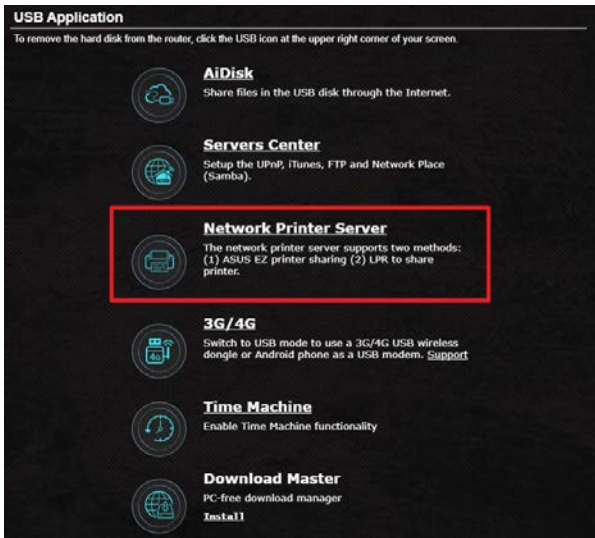 USB Application
To remove the hard disk from the router, click the USB icon at the upper right corner of your screen.
AiDisk
Share files in the USB disk through the Internet.
Servers Center
Setup the UPnP, iTunes, FTP and Network Place
(Samba).
Network Printer Server
The network printer server supports two methods:
(1) ASUS EZ printer sharing (2) LPR to share
printer.
3G/4G
Switch to USB mode to use a 3G/4G USB wireless
dongle or Android phone as a USB modem. Support
4G
Time Machine
Enable Time Machine functionality
Download Master
PC-free download manager
Install